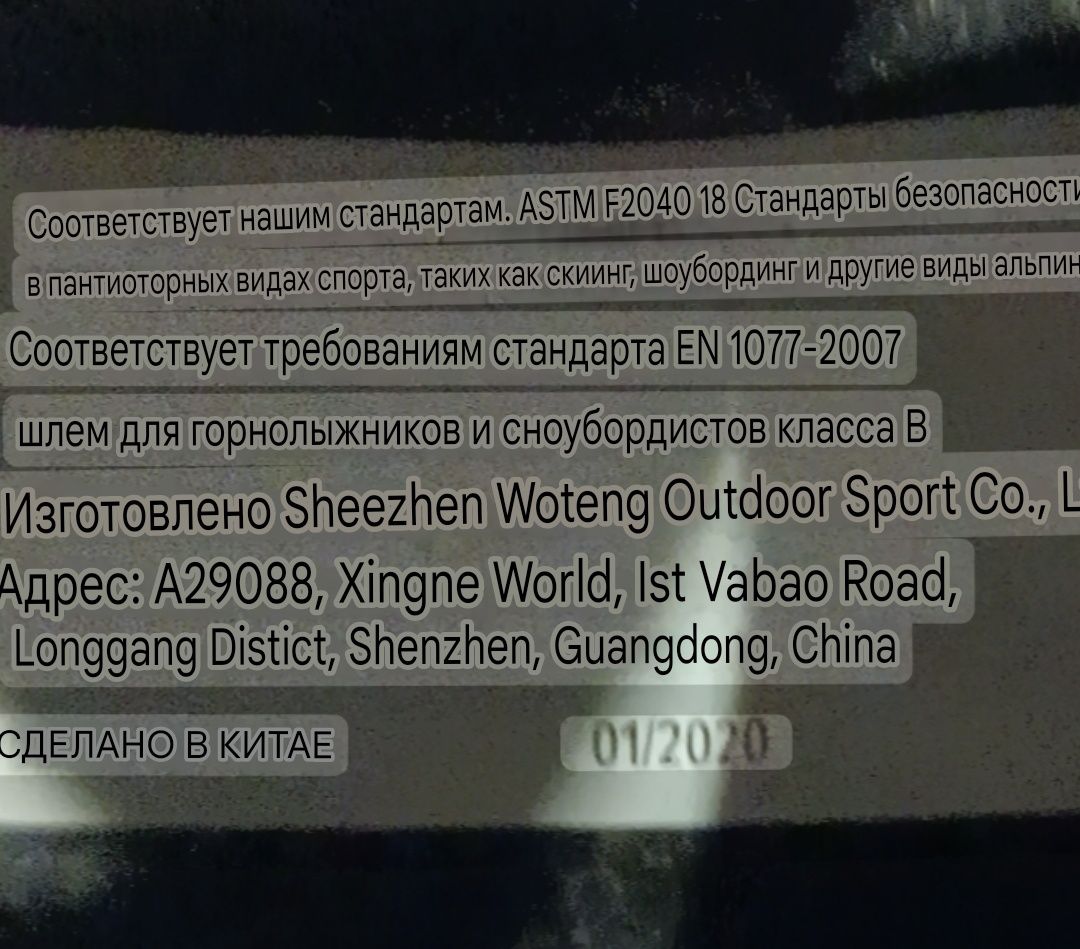 Соответствует нашим стандартам. ASTM F2040 18 Стандарты безопасности
в пантиоторных видах спорта, таких как скиинг, шоубординг и другие виды альпин
Соответствует требованиям стандарта EN 1077-2007
шлем для горнолыжников и сноубордистов класса B
Изготовлено Sheezhen Woteng Outdoor Sport Co., L
Адрес: A29088, Xingne World, Ist Vabao Road,
Longgang Distict, Shenzhen, Guangdong, China
СДЕЛАНО В КИТАЕ 01/2020